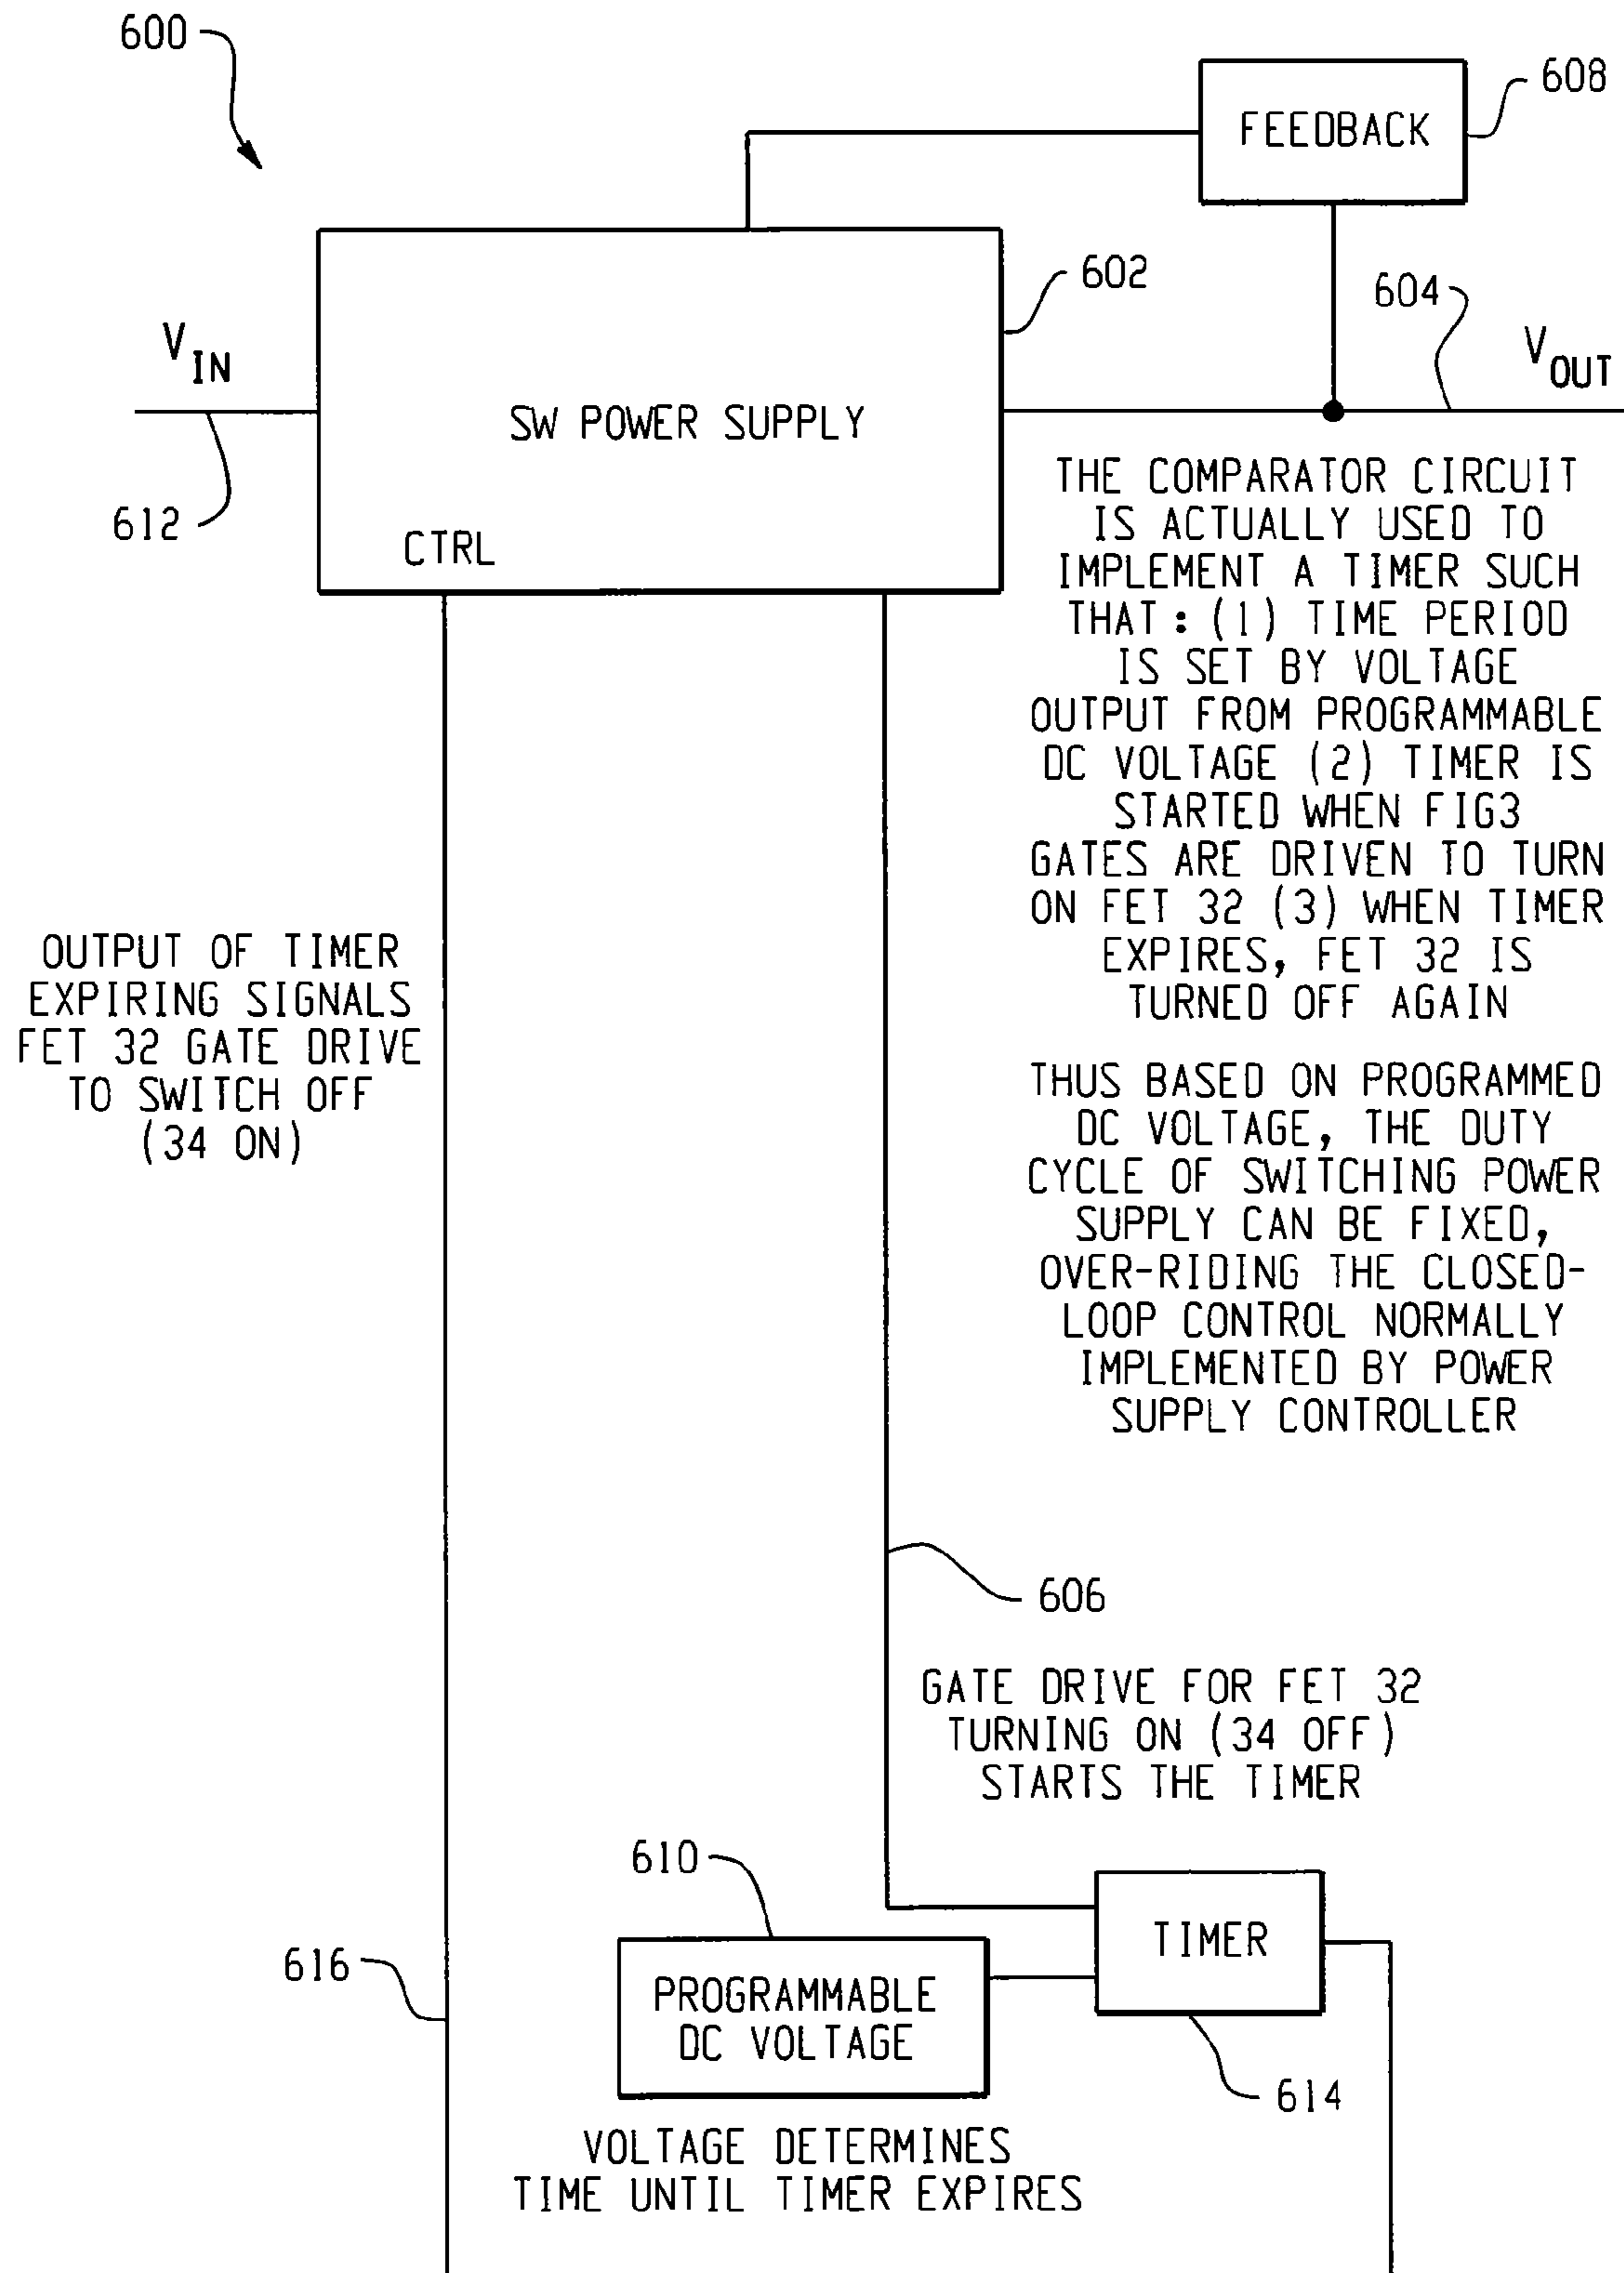 600
FEEDBACK
608
602
604
V IN
V OUT
SW POWER SUPPLY
612
CTRL
THE COMPARATOR CIRCUIT
IS ACTUALLY USED TO
IMPLEMENT A TIMER SUCH
THAT: (1) TIME PERIOD
IS SET BY VOLTAGE
OUTPUT FROM PROGRAMMABLE
DC VOLTAGE (2) TIMER IS
STARTED WHEN FIG3
GATES ARE DRIVEN TO TURN
ON FET 32 (3) WHEN TIMER
EXPIRES, FET 32 IS
TURNED OFF AGAIN
THUS BASED ON PROGRAMMED
DC VOLTAGE, THE DUTY
CYCLE OF SWITCHING POWER
SUPPLY CAN BE FIXED,
OVER-RIDING THE CLOSED-
LOOP CONTROL NORMALLY
IMPLEMENTED BY POWER
SUPPLY CONTROLLER
OUTPUT OF TIMER
EXPIRING SIGNALS
FET 32 GATE DRIVE
TO SWITCH OFF
(34 ON)
606
GATE DRIVE FOR FET 32
TURNING ON (34 OFF)
STARTS THE TIMER
610
TIMER
616
PROGRAMMABLE
DC VOLTAGE
614
VOLTAGE DETERMINES
TIME UNTIL TIMER EXPIRES